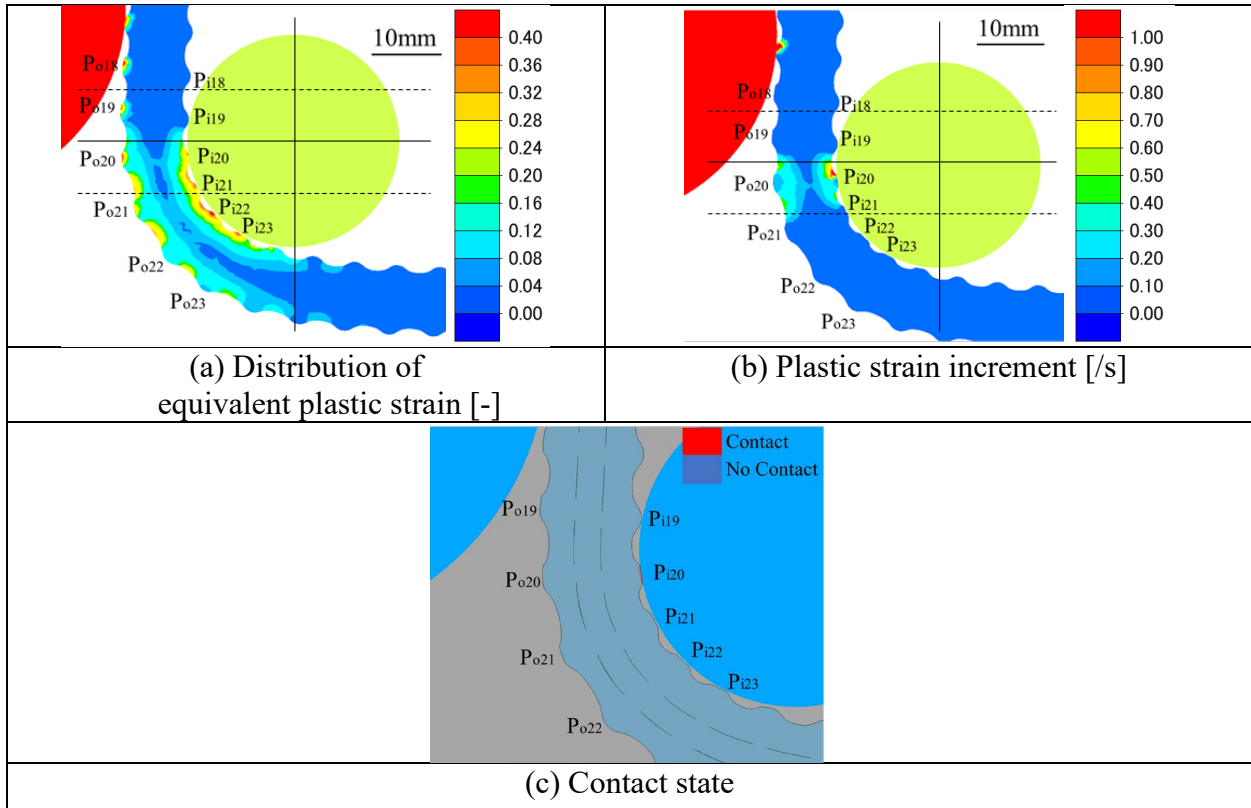 10mm
Po18
Pi18
Po19
Pi19
Po20
Pi20
Pi21
Po21
Pi22
Pi23
Po22
Po23
0.40
0.36
0.32
0.28
0.24
0.20
0.16
0.12
0.08
0.04
0.00
(a) Distribution of
equivalent plastic strain [-]
10mm
Po18
Pi18
Po19
Pi19
Po20
Pi20
Pi21
Po21
Pi22
Pi23
Po22
Po23
1.00
0.90
0.80
0.70
0.60
0.50
0.40
0.30
0.20
0.10
0.00
(b) Plastic strain increment [/s]
Contact
No Contact
Po19
Pi19
Po20
Pi20
Pi21
Po21
Pi22
Pi23
Po22
(c) Contact state